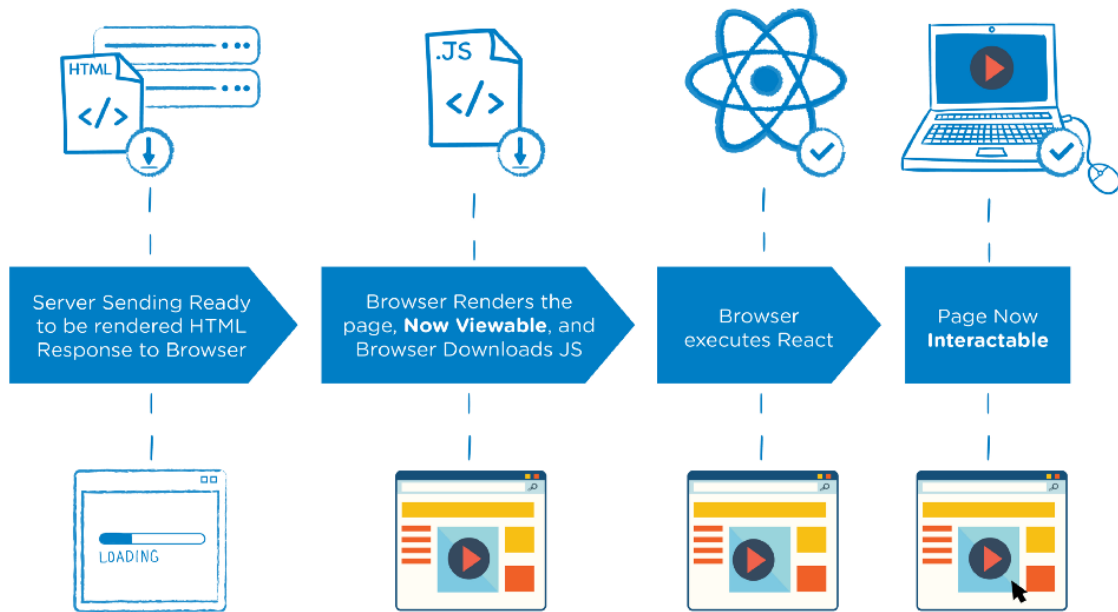 HTML
</>
.JS
</>
Server Sending Ready
to be rendered HTML
Response to Browser
Browser Renders the
page, Now Viewable, and
Browser Downloads JS
Browser
executes React
Page Now
Interactable
LOADING